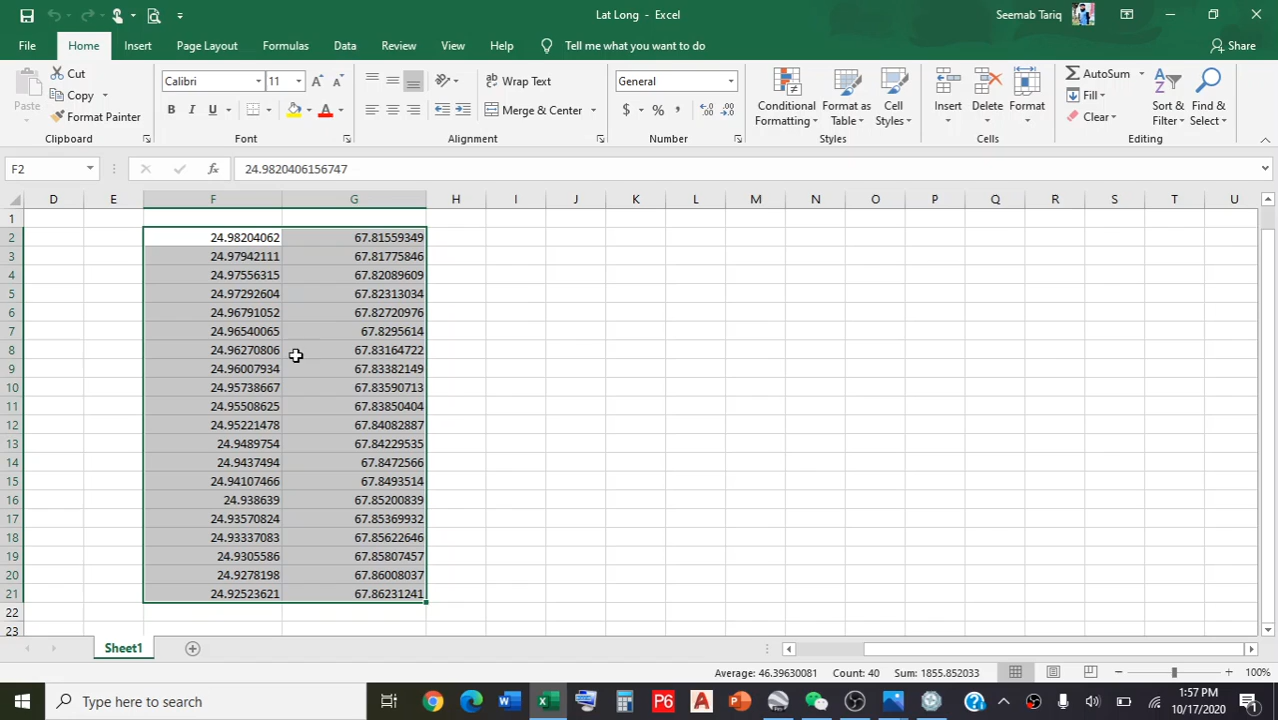 Lat Long - Excel
Seemab Tariq
File Home Insert Page Layout Formulas Data Review View Help Tell me what you want to do Share
Paste
Cut
Copy
Format Painter
Calibri 11
B I U
Wrap Text
Merge & Center
General
$ %
Conditional Formatting
Format as Table
Cell Styles
Insert Delete Format
AutoSum
Fill
Clear
Sort & Filter
Find & Select
Clipboard Font Alignment Number Styles Cells Editing
F2 fx 24.9820406156747
D E F G H I J K L M N O P Q R S T U
1
2 24.98204062 67.81559349
3 24.97942111 67.81775846
4 24.97556315 67.82089609
5 24.97292604 67.82313034
6 24.96791052 67.82720976
7 24.96540065 67.8295614
8 24.96270806 67.83164722
9 24.96007934 67.83382149
10 24.95738667 67.83590713
11 24.95508625 67.83850404
12 24.95221478 67.84082887
13 24.9489754 67.84229535
14 24.9437494 67.8472566
15 24.94107466 67.8493514
16 24.938639 67.85200839
17 24.93570824 67.85369932
18 24.93337083 67.85622646
19 24.9305586 67.85807457
20 24.9278198 67.86008037
21 24.92523621 67.86231241
22
23
Sheet1
Average: 46.39630081 Count: 40 Sum: 1855.852033 100%
Type here to search
P6
1:57 PM
10/17/2020
1